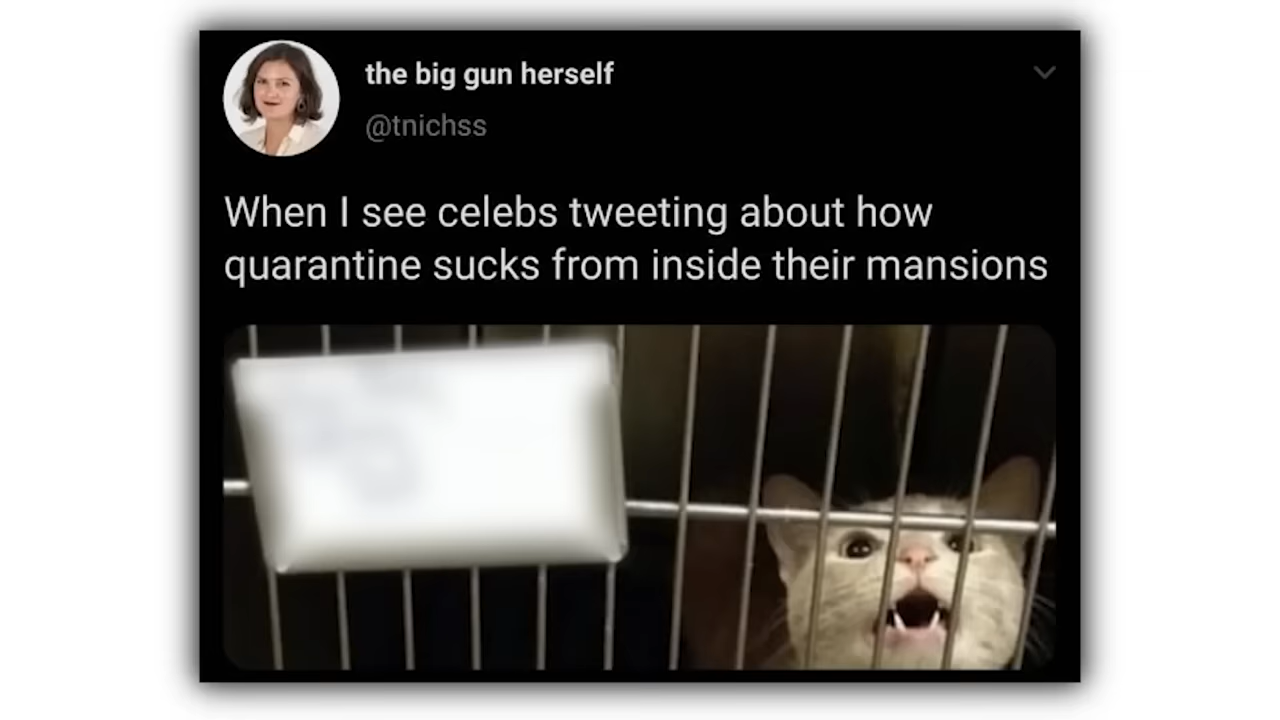 the big gun herself
@tnichss
When I see celebs tweeting about how
quarantine sucks from inside their mansions